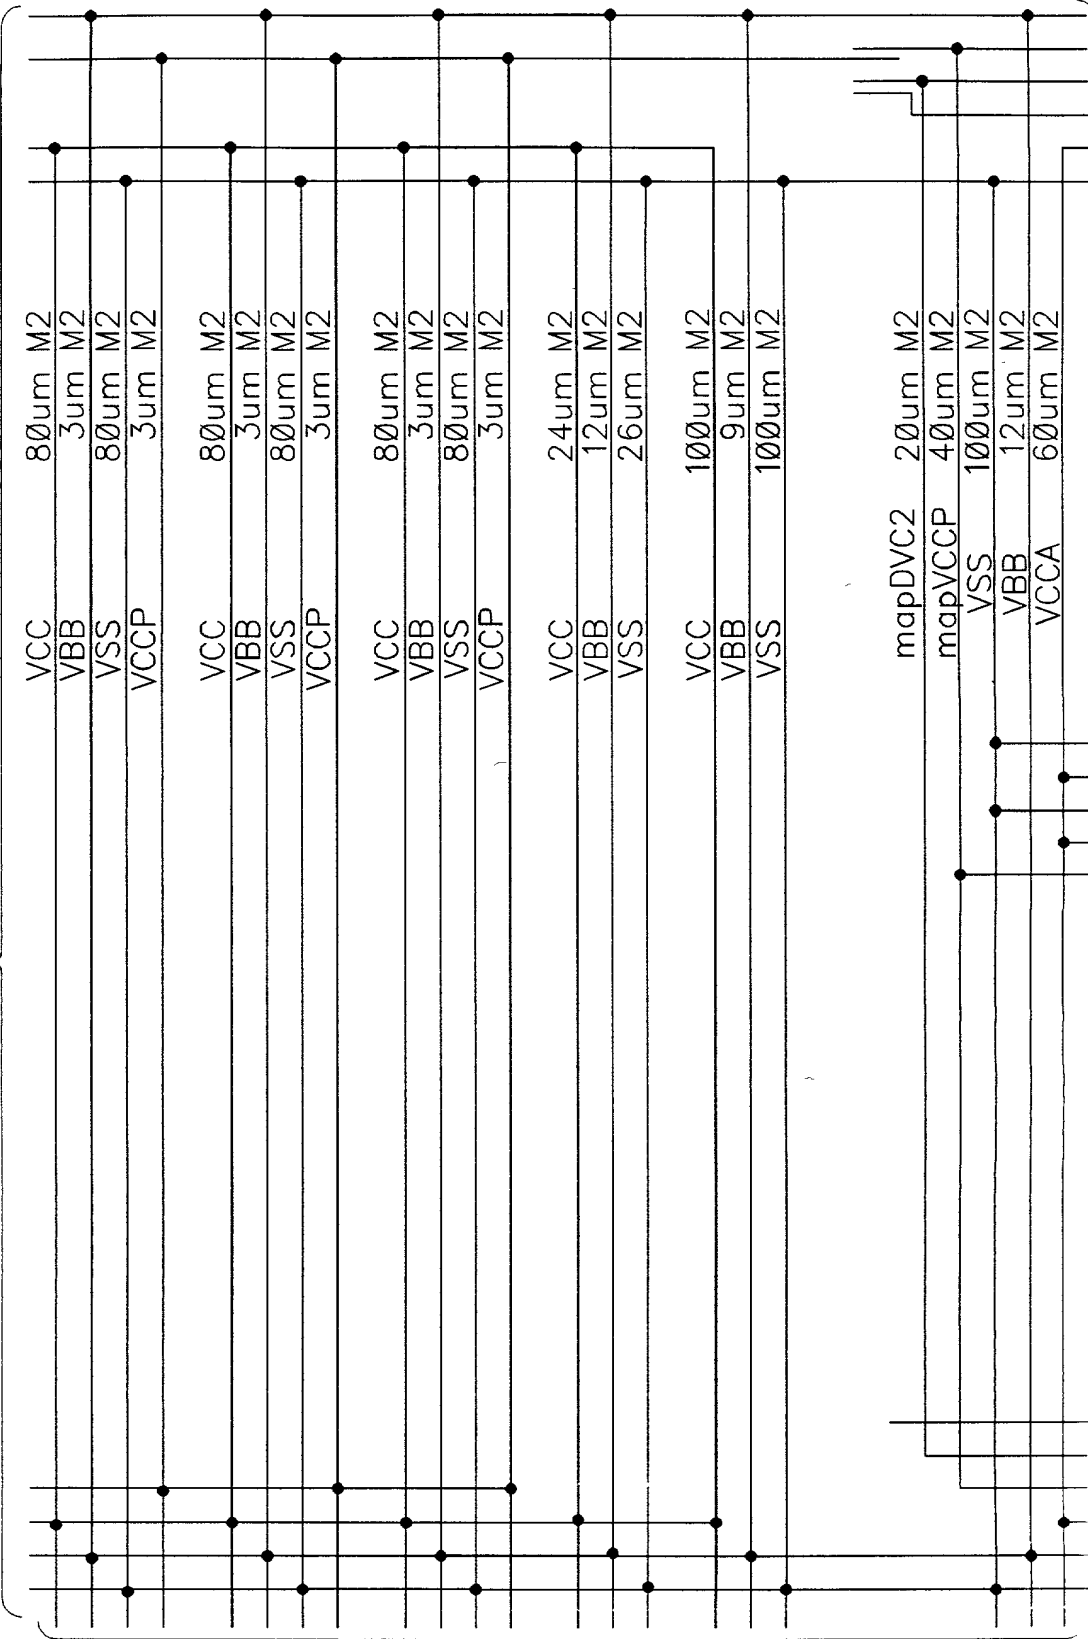 VCC 80um M2
VBB 3um M2
VSS 80um M2
VCCP 3um M2
VCC 80um M2
VBB 3um M2
VSS 80um M2
VCCP 3um M2
VCC 80um M2
VBB 3um M2
VSS 80um M2
VCCP 3um M2
VCC 24um M2
VBB 12um M2
VSS 26um M2
VCC 100um M2
VBB 9um M2
VSS 100um M2
mapDVC2 20um M2
mapVCCP 40um M2
VSS 100um M2
VBB 12um M2
VCCA 60um M2